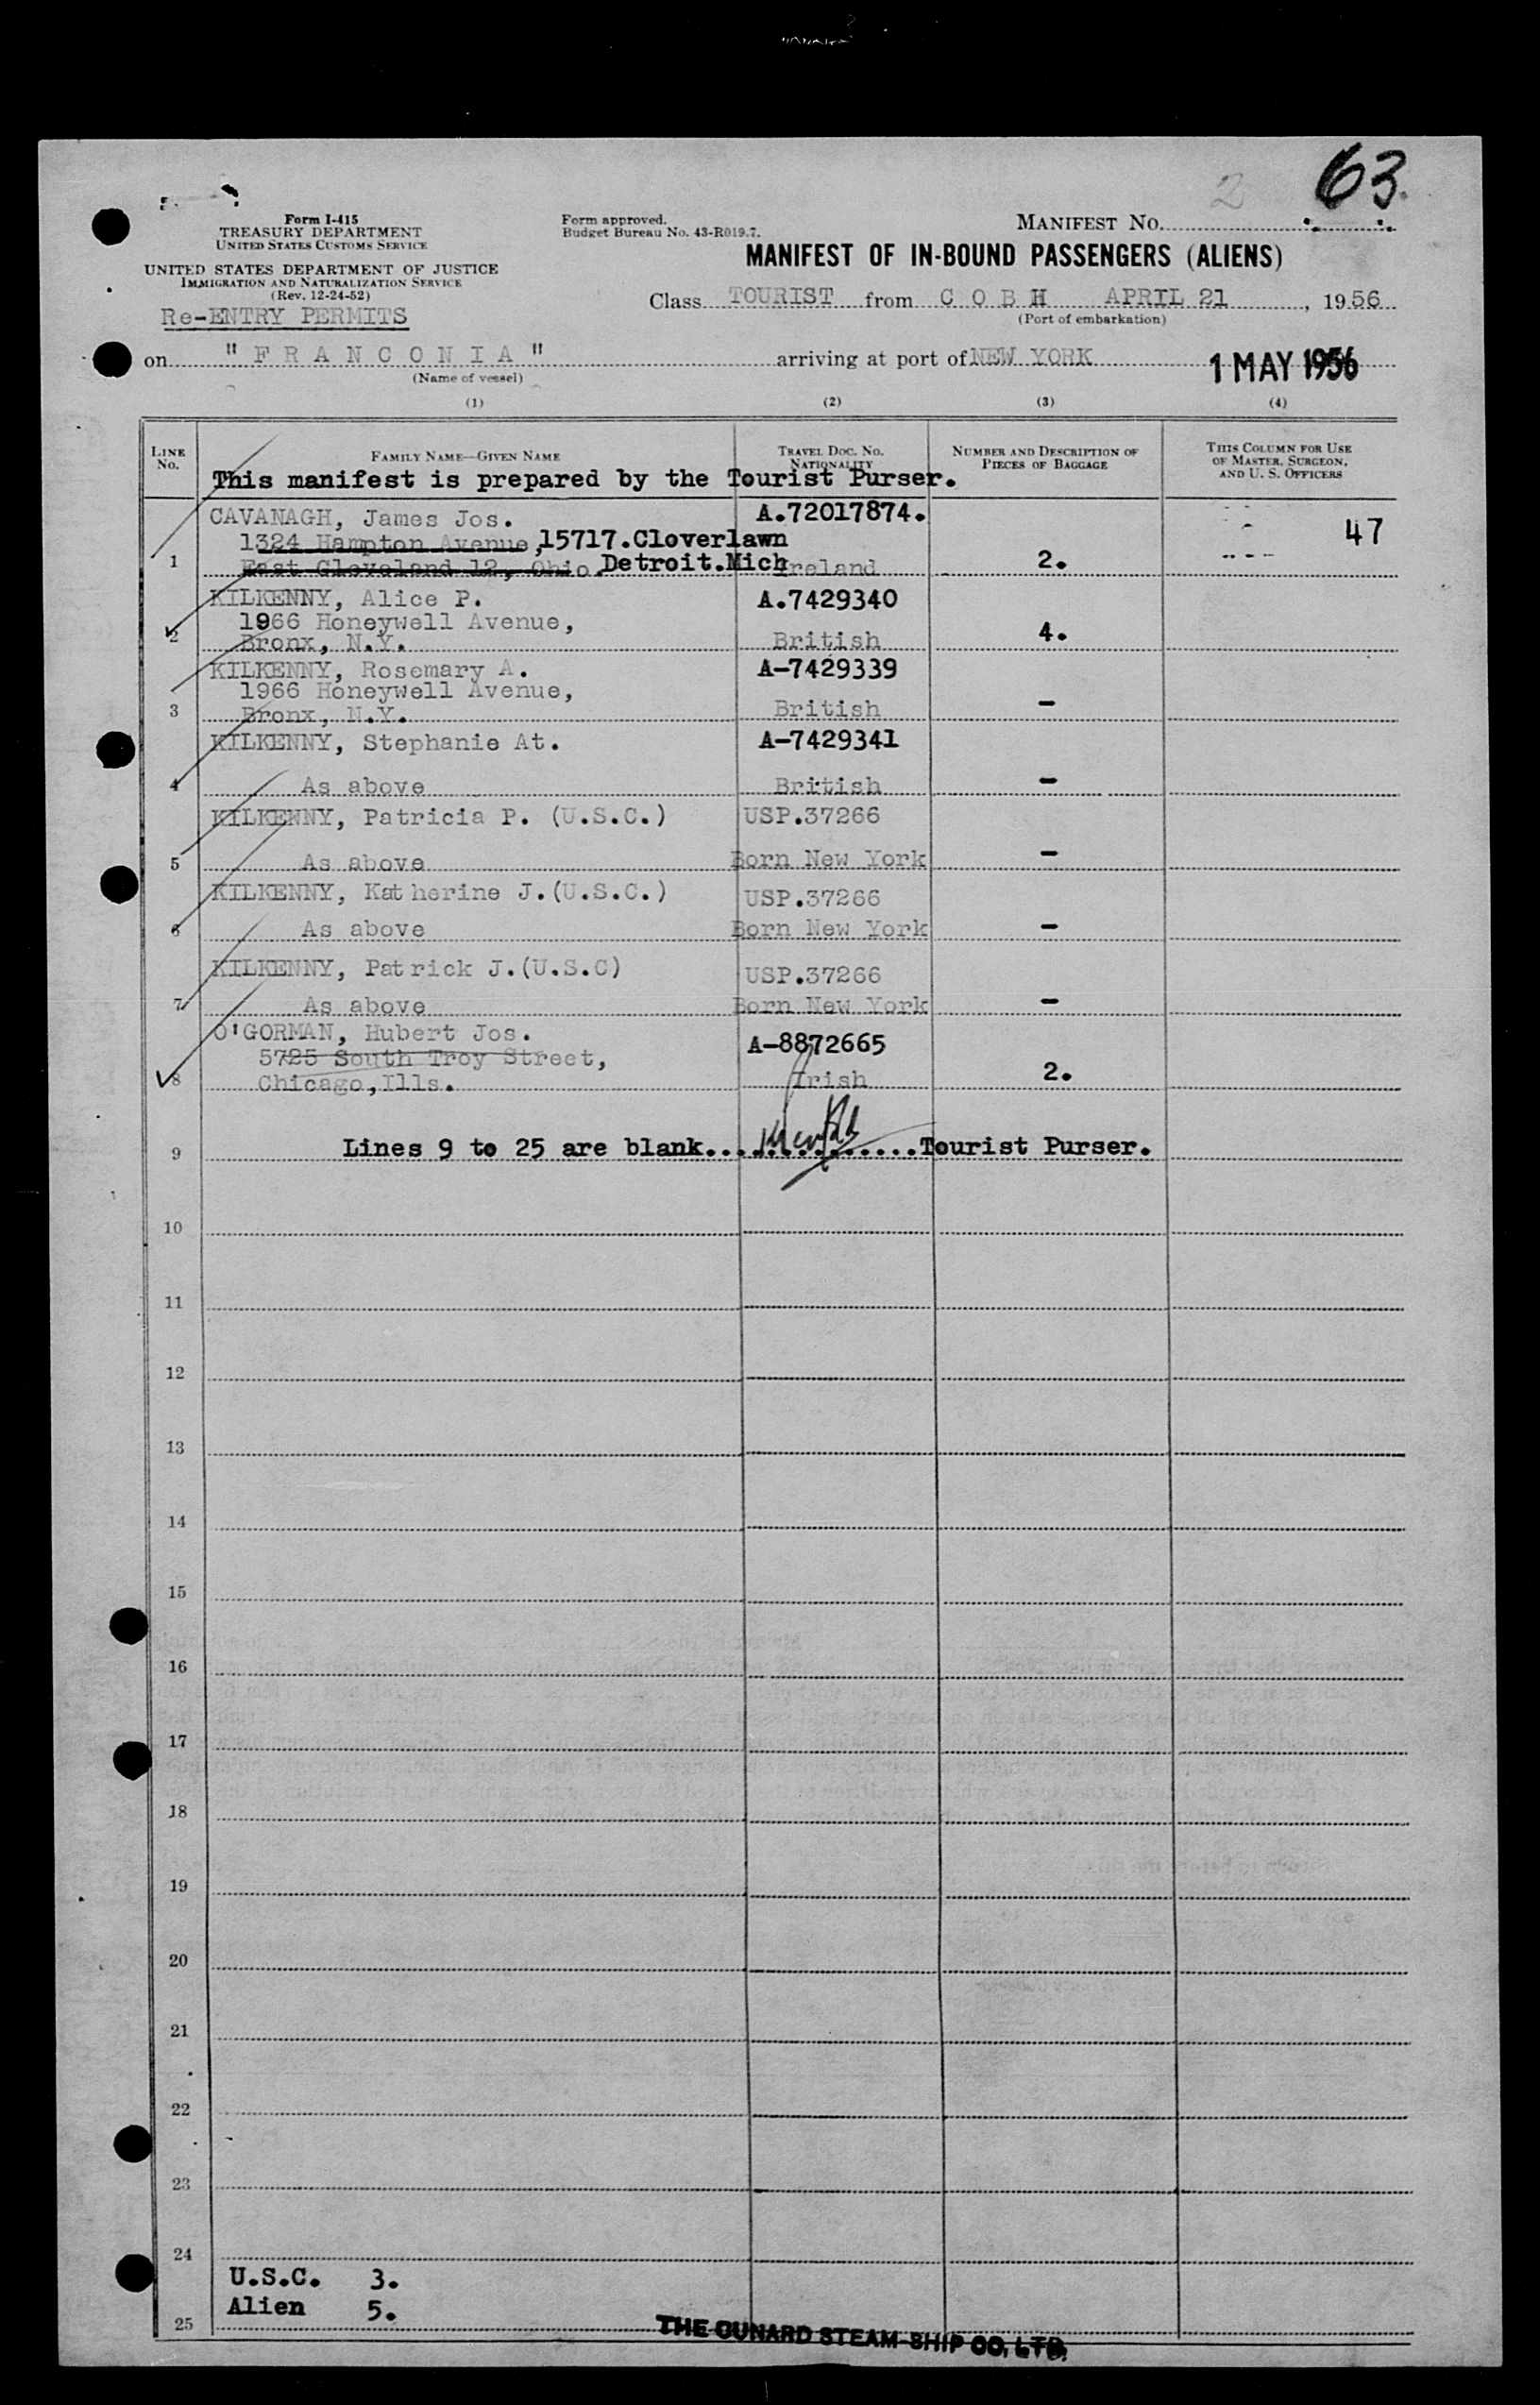 2 63.
Form I-415
TREASURY DEPARTMENT
UNITED STATES CUSTOMS SERVICE
UNITED STATES DEPARTMENT OF JUSTICE
IMMIGRATION AND NATURALIZATION SERVICE
(Rev. 12-24-52)
Re-ENTRY PERMITS
Form approved.
Budget Bureau No. 43-R019.7.
MANIFEST NO.
MANIFEST OF IN-BOUND PASSENGERS (ALIENS)
Class TOURIST from C O B H APRIL 21, 1956
(Port of embarkation)
on "F R A N C O N I A" arriving at port of NEW YORK 1 MAY 1956
(Name of vessel)
(1) (2) (3) (4)
LINE NO. FAMILY NAME—GIVEN NAME TRAVEL DOC. NO. NATIONALITY NUMBER AND DESCRIPTION OF PIECES OF BAGGAGE THIS COLUMN FOR USE OF MASTER, SURGEON, AND U. S. OFFICERS
This manifest is prepared by the Tourist Purser.
CAVANAGH, James Jos. A.72017874. 47
1324 Hampton Avenue, 15717.Cloverlawn
1 East Cleveland 12, Ohio. Detroit.Mich Ireland 2.
KILKENNY, Alice P. A.7429340
1966 Honeywell Avenue,
2 Bronx, N.Y. British 4.
KILKENNY, Rosemary A. A-7429339
1966 Honeywell Avenue,
3 Bronx, N.Y. British -
KILKENNY, Stephanie At. A-7429341
4 As above British -
KILKENNY, Patricia P. (U.S.C.) USP.37266
5 As above Born New York -
KILKENNY, Katherine J.(U.S.C.) USP.37266
6 As above Born New York -
KILKENNY, Patrick J.(U.S.C) USP.37266
7 As above Born New York -
O'GORMAN, Hubert Jos. A-8872665
5725 South Troy Street,
8 Chicago,Ills. Irish 2.
9 Lines 9 to 25 are blank...............Tourist Purser.
10
11
12
13
14
15
16
17
18
19
20
21
22
23
24
U.S.C. 3.
Alien 5.
25
THE CUNARD STEAM-SHIP CO, LTD.